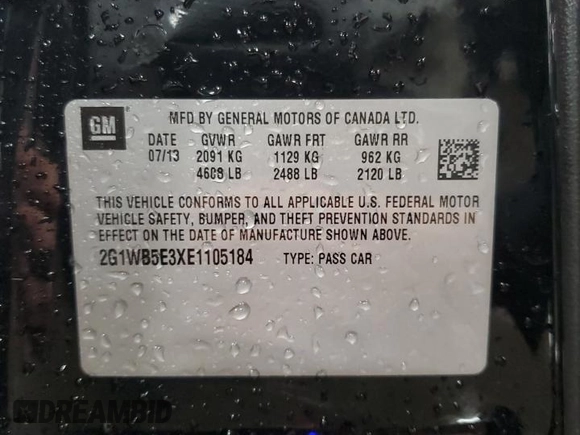 GM
MFD BY GENERAL MOTORS OF CANADA LTD.
DATE GVWR GAWR FRT GAWR RR
07/13 2091 KG 1129 KG 962 KG
4608 LB 2488 LB 2120 LB
THIS VEHICLE CONFORMS TO ALL APPLICABLE U.S. FEDERAL MOTOR
VEHICLE SAFETY, BUMPER, AND THEFT PREVENTION STANDARDS IN
EFFECT ON THE DATE OF MANUFACTURE SHOWN ABOVE.
2G1WB5E3XE1105184 TYPE: PASS CAR
DREAMBID